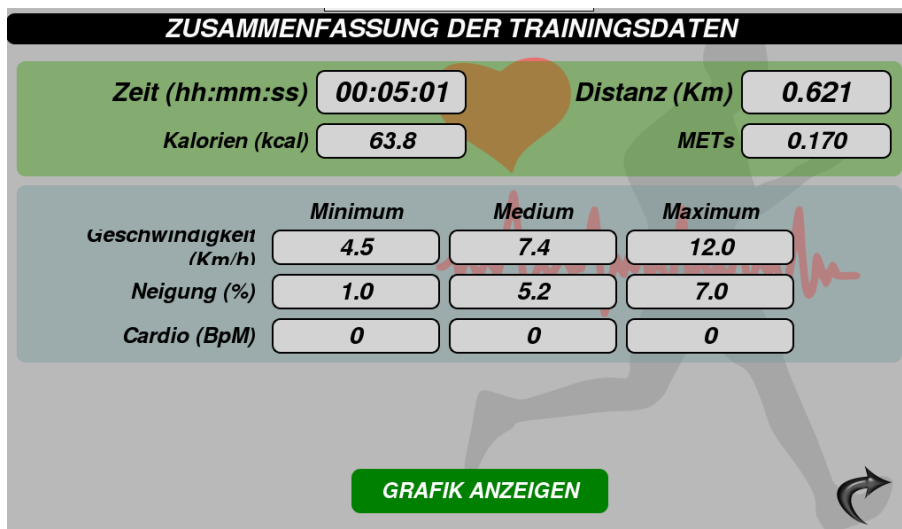 ZUSAMMENFASSUNG DER TRAININGSDATEN
Zeit (hh:mm:ss) 00:05:01 Distanz (Km) 0.621
Kalorien (kcal) 63.8 METs 0.170
Minimum Medium Maximum
Geschwindigkeit
(Km/h) 4.5 7.4 12.0
Neigung (%) 1.0 5.2 7.0
Cardio (BpM) 0 0 0
GRAFIK ANZEIGEN